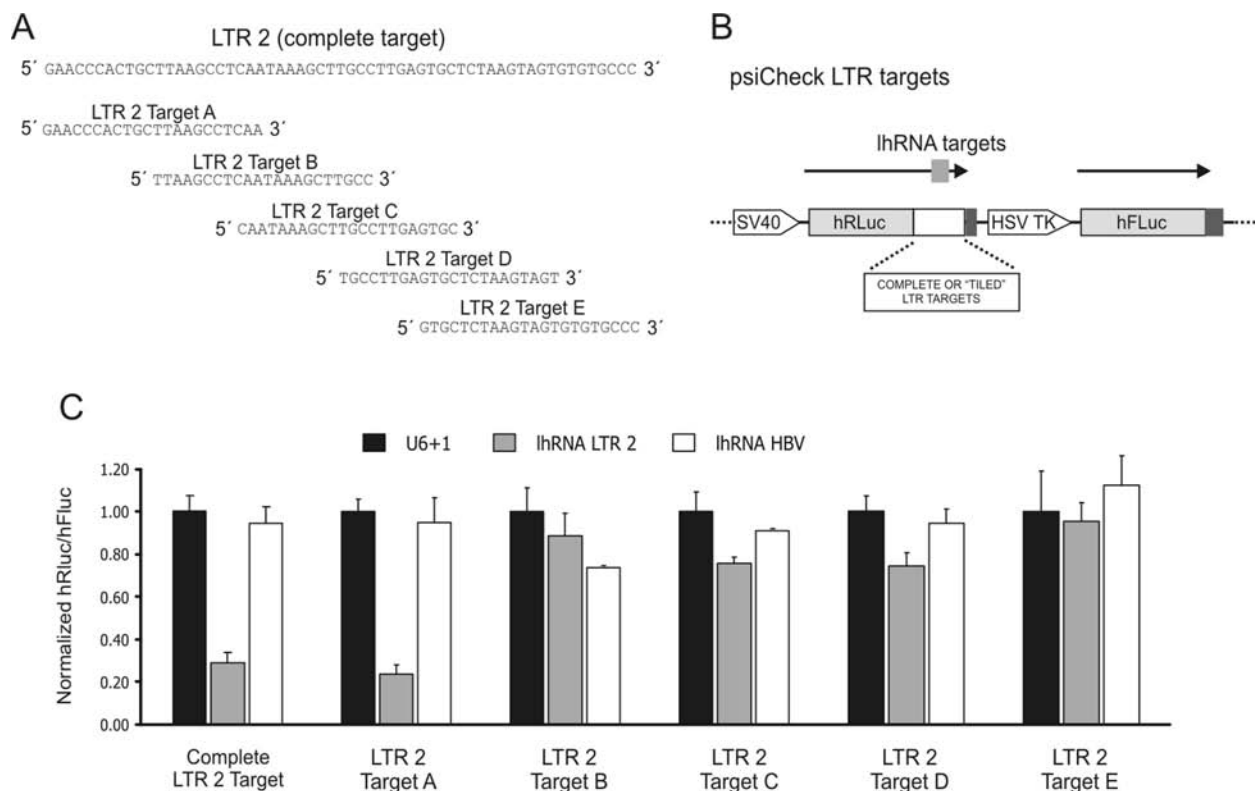 A
LTR 2 (complete target)
5´ GAACCCACTGCTTAAGCCTCAATAAAGCTTGCCTTGAGTGCTCTAAGTAGTGTGTGCCC 3´
LTR 2 Target A
5´ GAACCCACTGCTTAAGCCTCAA 3´
LTR 2 Target B
5´ TTAAGCCTCAATAAAGCTTGCC 3´
LTR 2 Target C
5´ CAATAAAGCTTGCCTTGAGTGC 3´
LTR 2 Target D
5´ TGCCTTGAGTGCTCTAAGTAGT 3´
LTR 2 Target E
5´ GTGCTCTAAGTAGTGTGTGCCC 3´
B
psiCheck LTR targets
lhRNA targets
SV40 hRLuc HSV TK hFLuc
COMPLETE OR “TILED”
LTR TARGETS
C
U6+1 lhRNA LTR 2 lhRNA HBV
Normalized hRluc/hFluc
1.20
1.00
0.80
0.60
0.40
0.20
0.00
Complete
LTR 2 Target
LTR 2
Target A
LTR 2
Target B
LTR 2
Target C
LTR 2
Target D
LTR 2
Target E